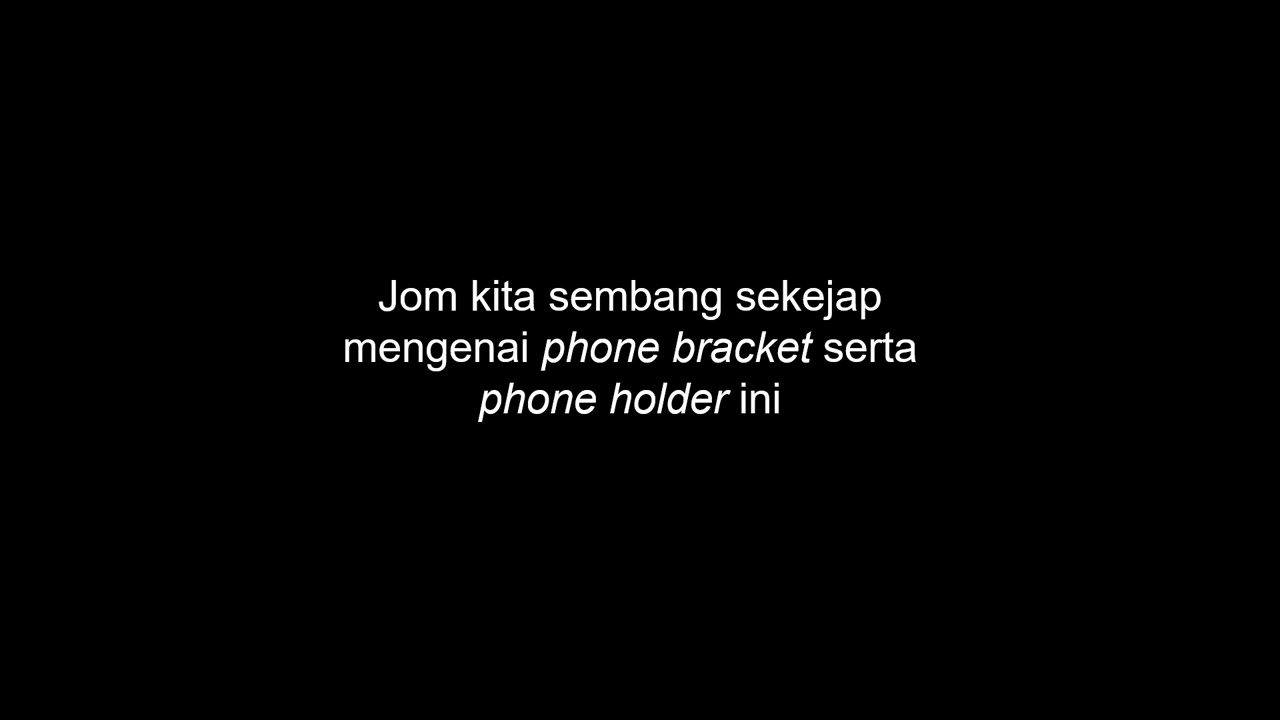 Jom kita sembang sekejap
mengenai phone bracket serta
phone holder ini